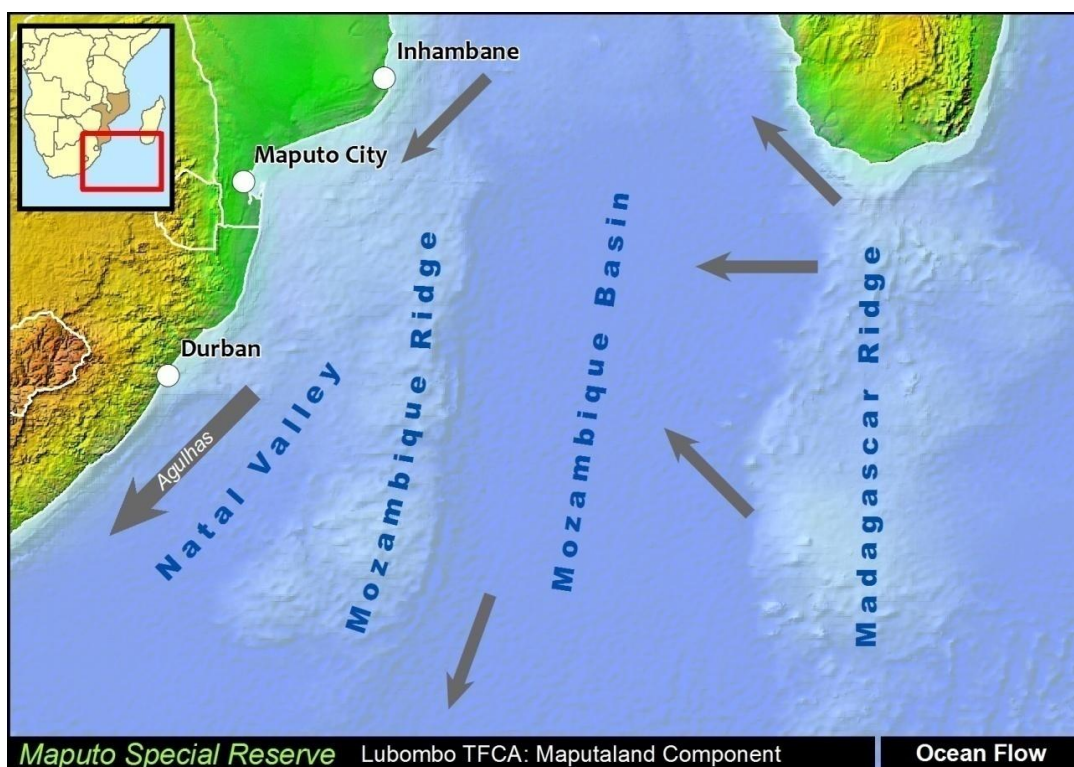 Inhambane
Maputo City
Durban
Agulhas
Natal Valley
Mozambique Ridge
Mozambique Basin
Madagascar Ridge
Maputo Special Reserve Lubombo TFCA: Maputaland Component Ocean Flow